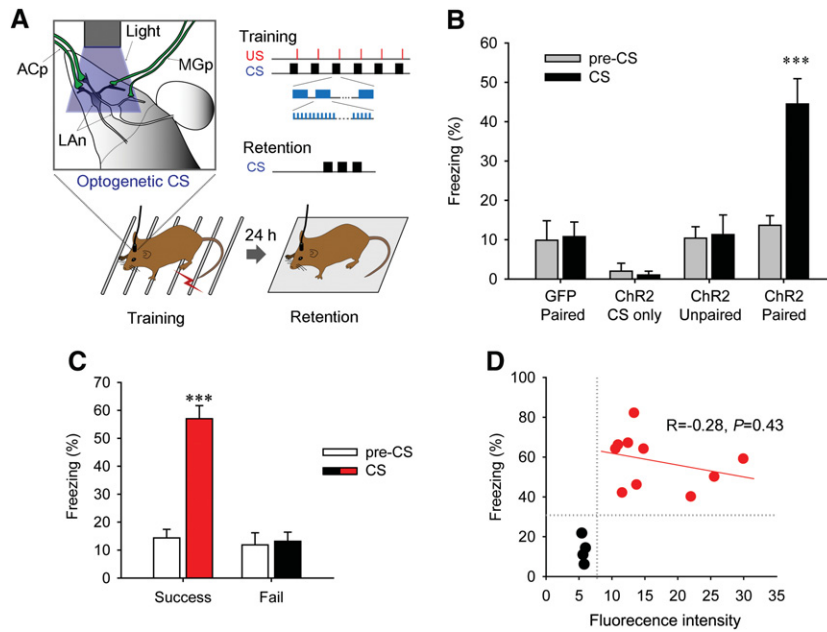 A
Light
ACp
MGp
LAn
Optogenetic CS
Training
US
CS
Retention
CS
24 h
Training
Retention
B
Freezing (%)
60
50
40
30
20
10
0
pre-CS
CS
***
GFP
Paired
ChR2
CS only
ChR2
Unpaired
ChR2
Paired
C
Freezing (%)
70
60
50
40
30
20
10
0
***
pre-CS
CS
Success
Fail
D
Freezing (%)
100
80
60
40
20
0
R=-0.28, P=0.43
0 5 10 15 20 25 30 35
Fluorecence intensity